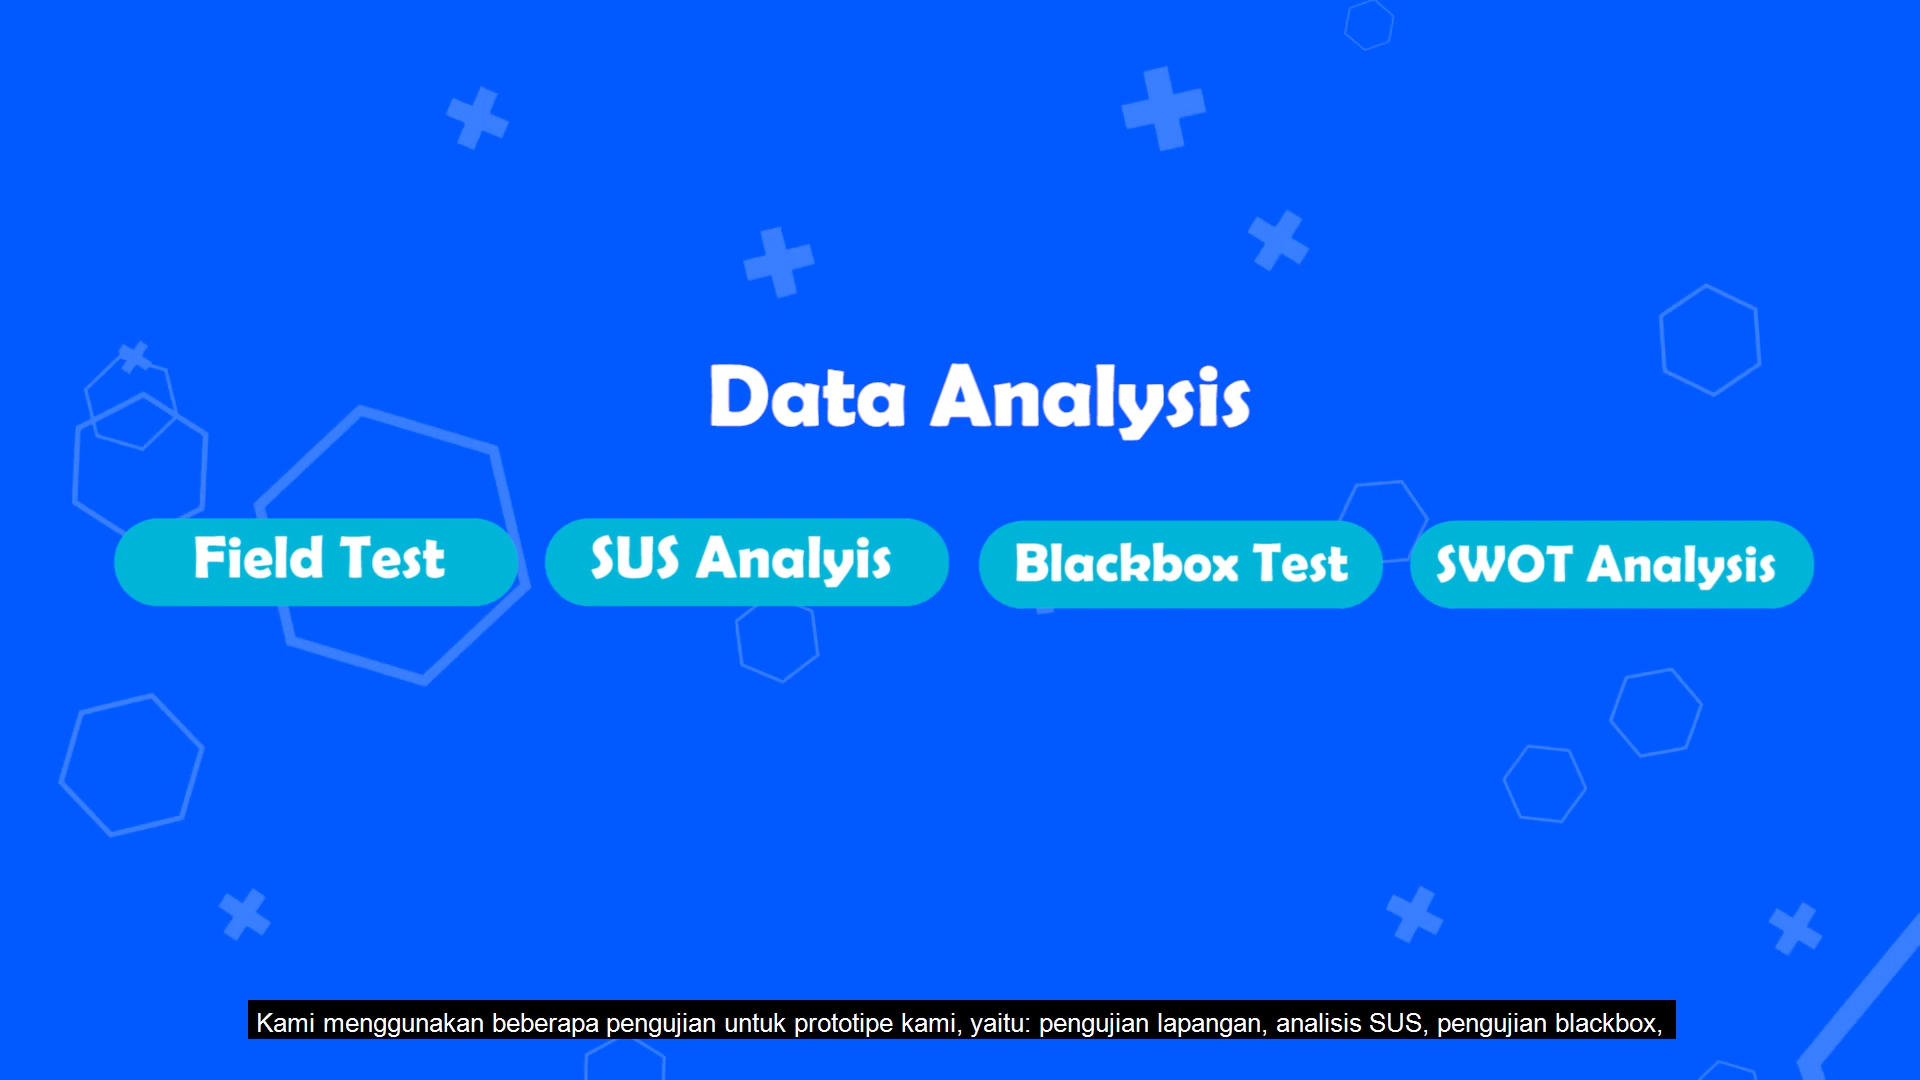 Data Analysis
Field Test
SUS Analyis
Blackbox Test
SWOT Analysis
Kami menggunakan beberapa pengujian untuk prototipe kami, yaitu: pengujian lapangan, analisis SUS, pengujian blackbox,